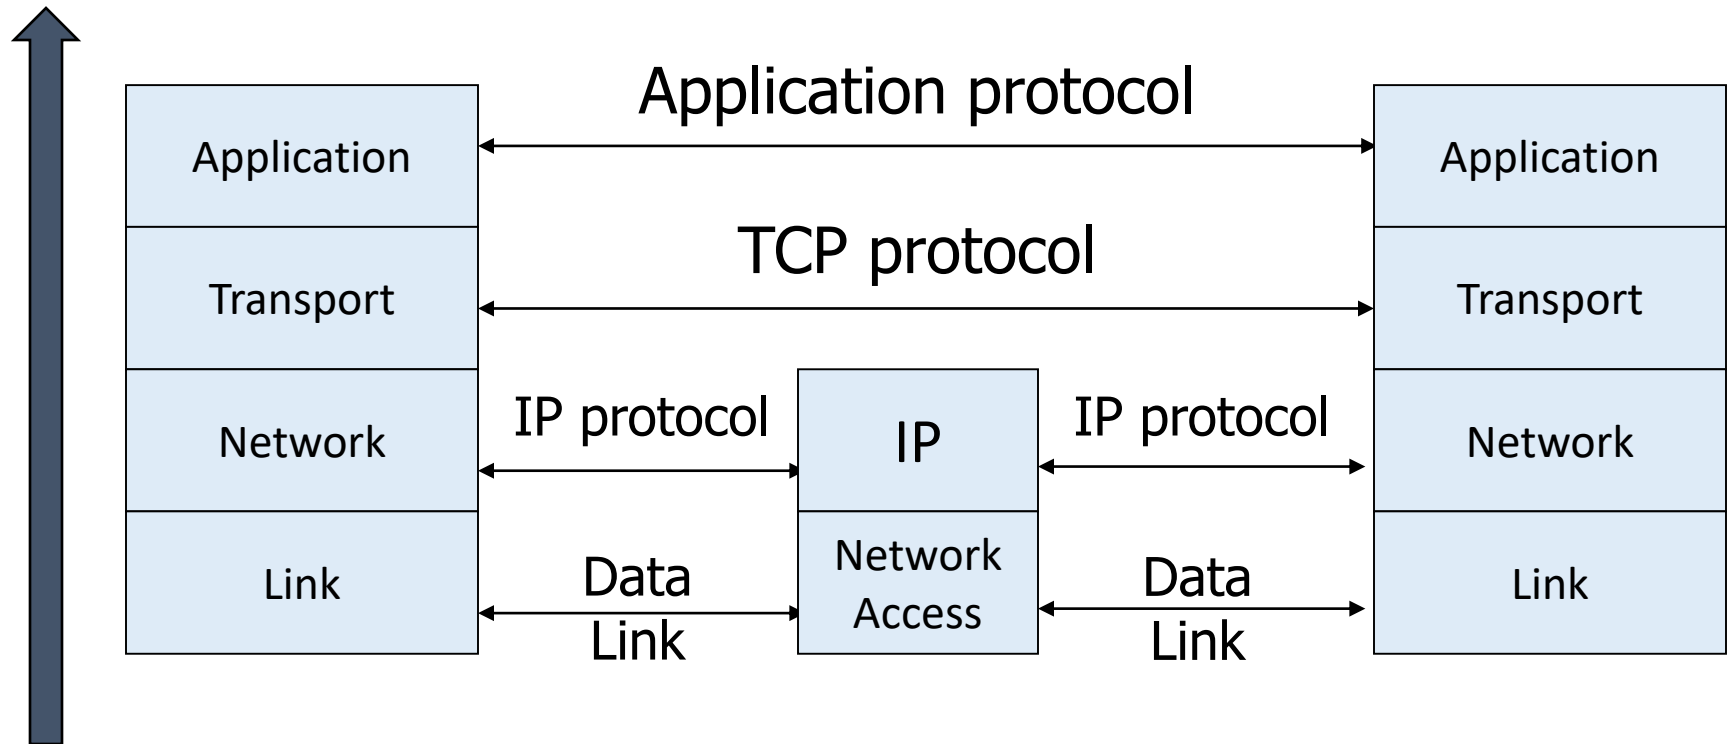 Application protocol
Application
Application
TCP protocol
Transport
Transport
IP protocol
IP protocol
Network
IP
Network
Link
Data
Link
Network
Access
Data
Link
Link